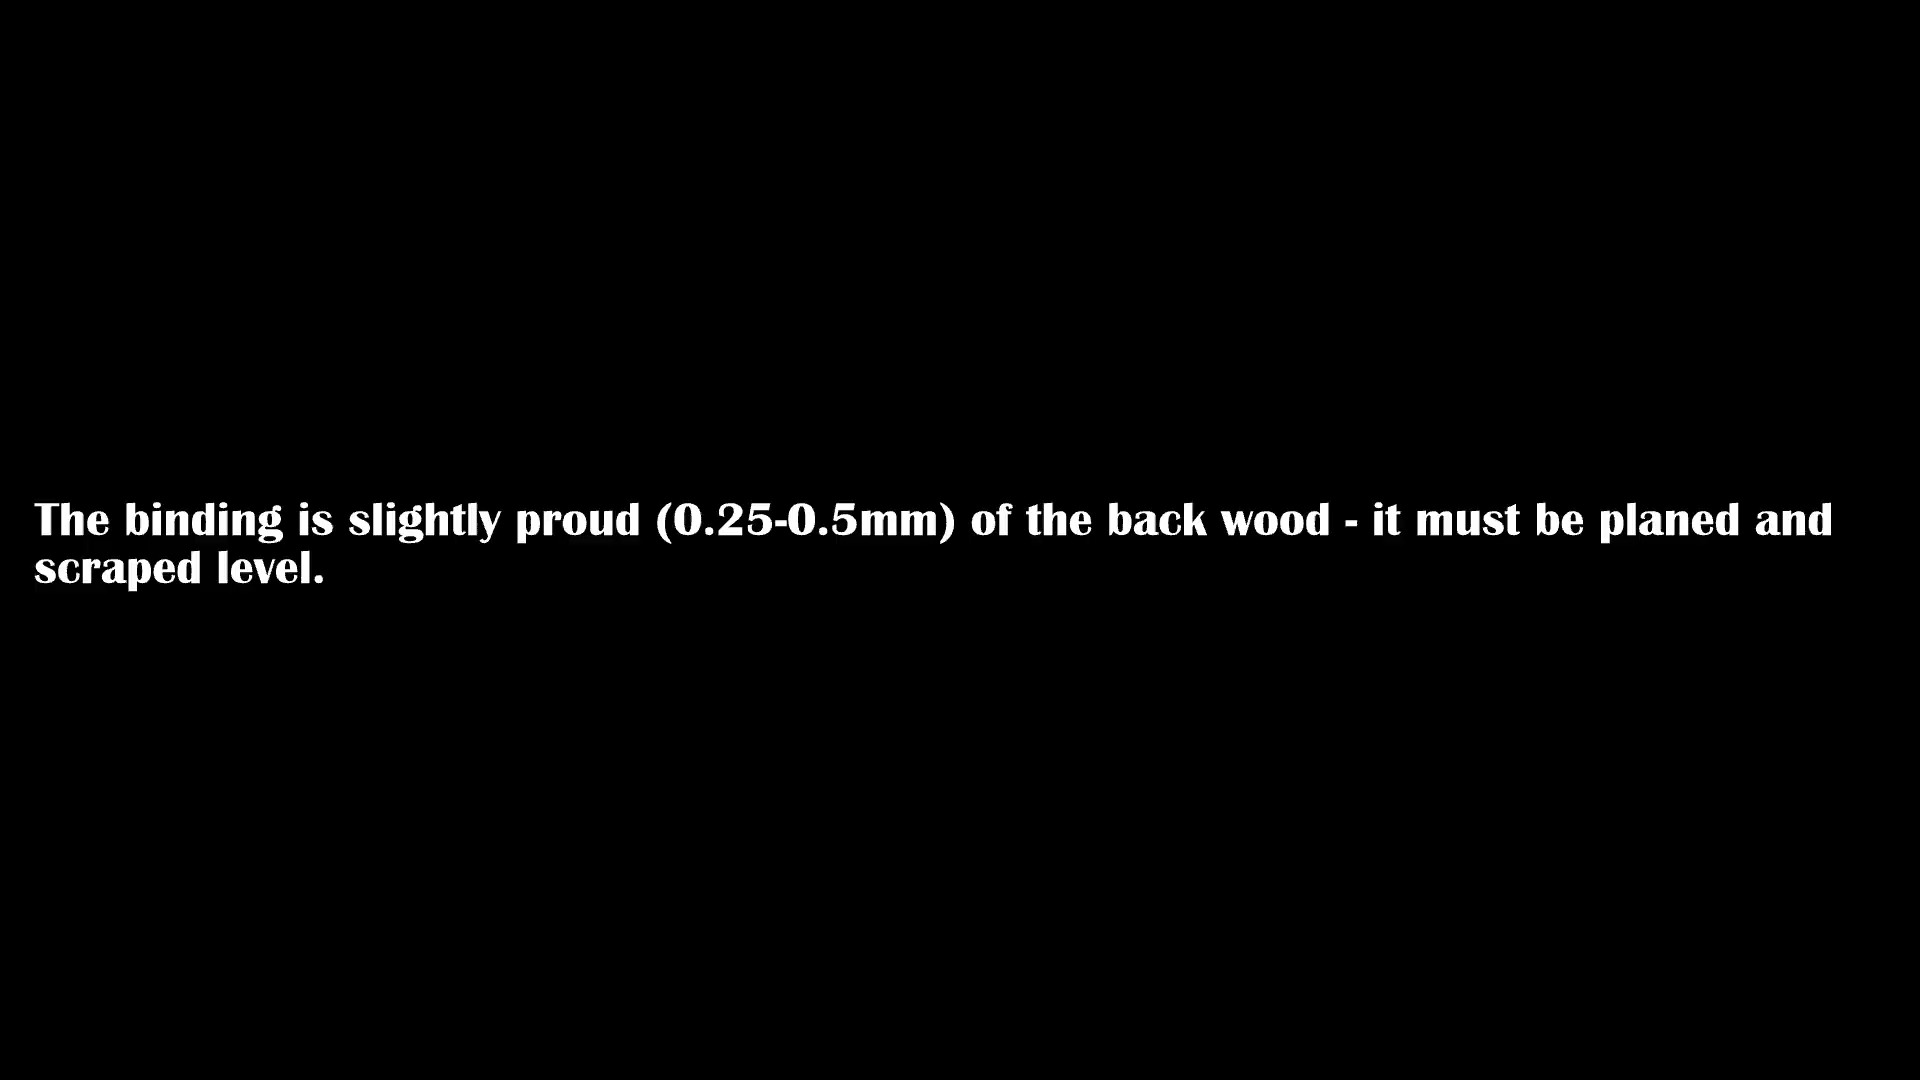 The binding is slightly proud (0.25-0.5mm) of the back wood - it must be planed and
scraped level.